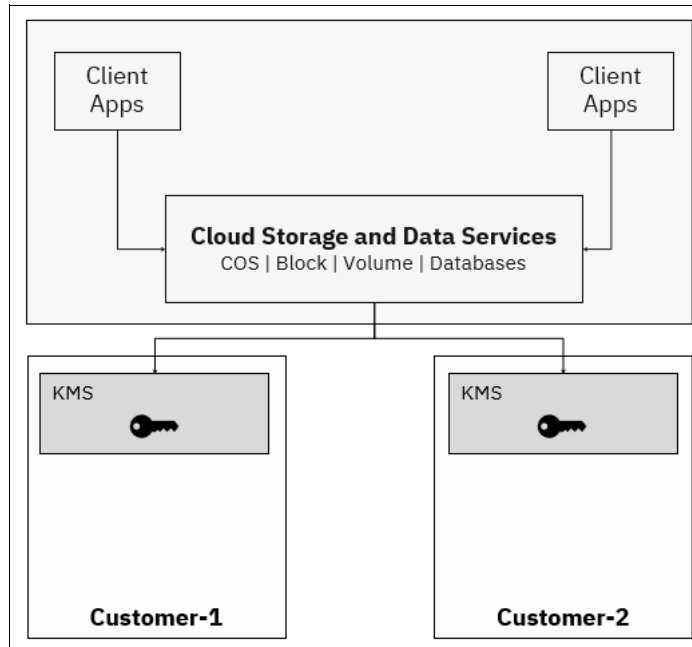 Client
Apps
Client
Apps
Cloud Storage and Data Services
COS | Block | Volume | Databases
KMS
KMS
Customer-1
Customer-2